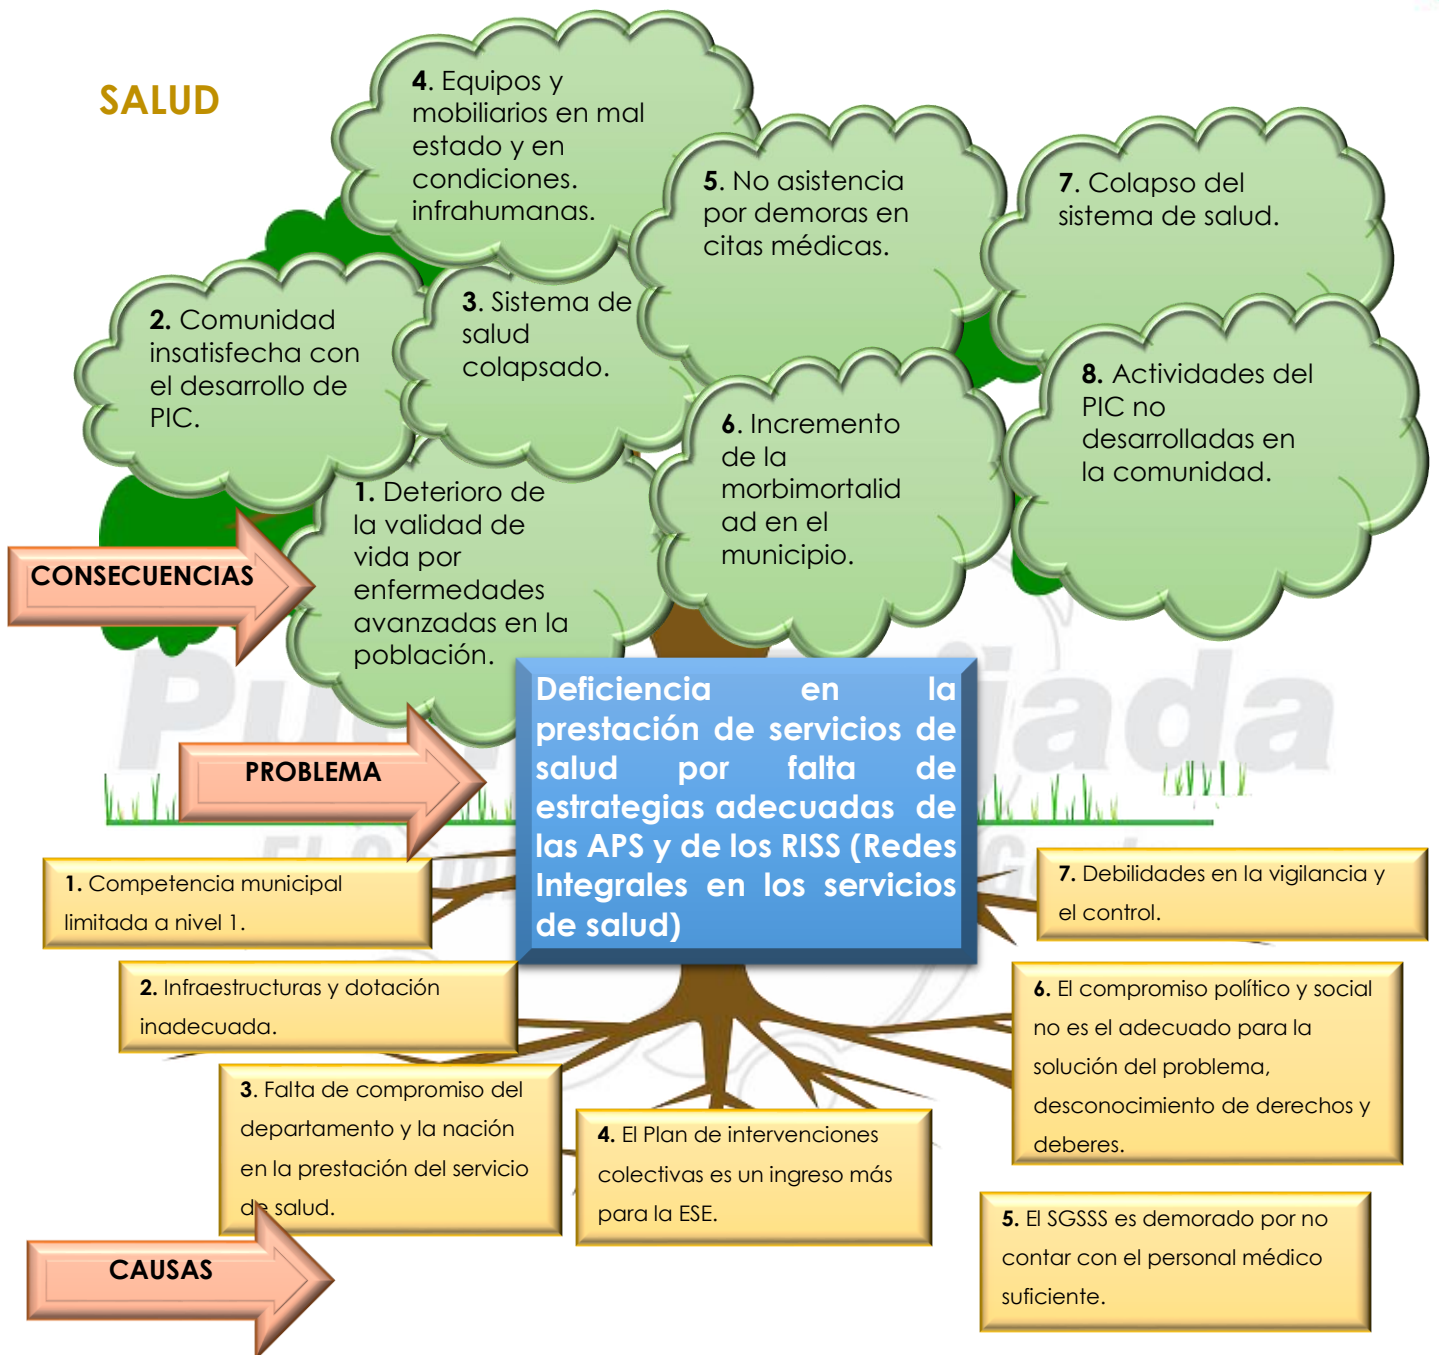 SALUD
4. Equipos y
mobiliarios en mal
estado y en
condiciones.
infrahumanas.
5. No asistencia
por demoras en
citas médicas.
7. Colapso del
sistema de salud.
2. Comunidad
insatisfecha con
el desarrollo de
PIC.
3. Sistema de
salud
colapsado.
8. Actividades del
PIC no
desarrolladas en
la comunidad.
6. Incremento
de la
morbimortalid
ad en el
municipio.
1. Deterioro de
la validad de
vida por
enfermedades
avanzadas en la
población.
CONSECUENCIAS
Deficiencia en la
prestación de servicios de
salud por falta de
estrategias adecuadas de
las APS y de los RISS (Redes
Integrales en los servicios
de salud)
PROBLEMA
1. Competencia municipal
limitada a nivel 1.
7. Debilidades en la vigilancia y
el control.
2. Infraestructuras y dotación
inadecuada.
6. El compromiso político y social
no es el adecuado para la
solución del problema,
desconocimiento de derechos y
deberes.
3. Falta de compromiso del
departamento y la nación
en la prestación del servicio
de salud.
4. El Plan de intervenciones
colectivas es un ingreso más
para la ESE.
5. El SGSSS es demorado por no
contar con el personal médico
suficiente.
CAUSAS